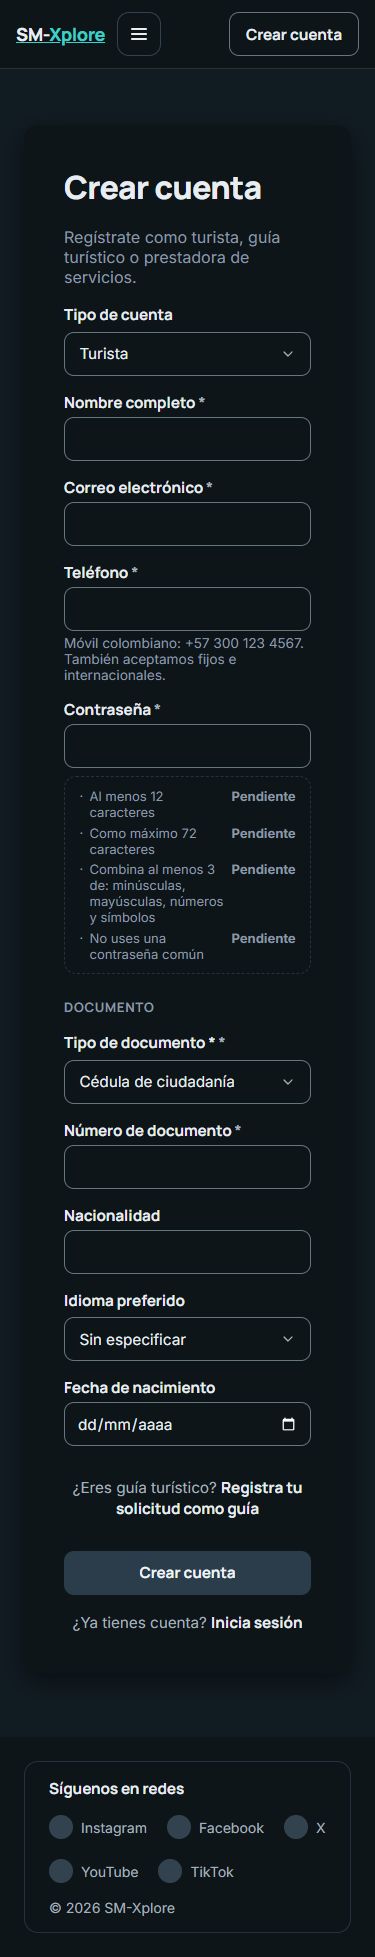 SM-Xplore
Crear cuenta
Crear cuenta
Regístrate como turista, guía
turístico o prestadora de
servicios.
Tipo de cuenta
Turista
Nombre completo *
Correo electrónico *
Teléfono *
Móvil colombiano: +57 300 123 4567.
También aceptamos fijos e
internacionales.
Contraseña *
· Al menos 12 Pendiente
caracteres
· Como máximo 72 Pendiente
caracteres
· Combina al menos 3 Pendiente
de: minúsculas,
mayúsculas, números
y símbolos
· No uses una Pendiente
contraseña común
DOCUMENTO
Tipo de documento * *
Cédula de ciudadanía
Número de documento *
Nacionalidad
Idioma preferido
Sin especificar
Fecha de nacimiento
dd/mm/aaaa
¿Eres guía turístico? Registra tu
solicitud como guía
Crear cuenta
¿Ya tienes cuenta? Inicia sesión
Síguenos en redes
Instagram Facebook X
YouTube TikTok
© 2026 SM-Xplore